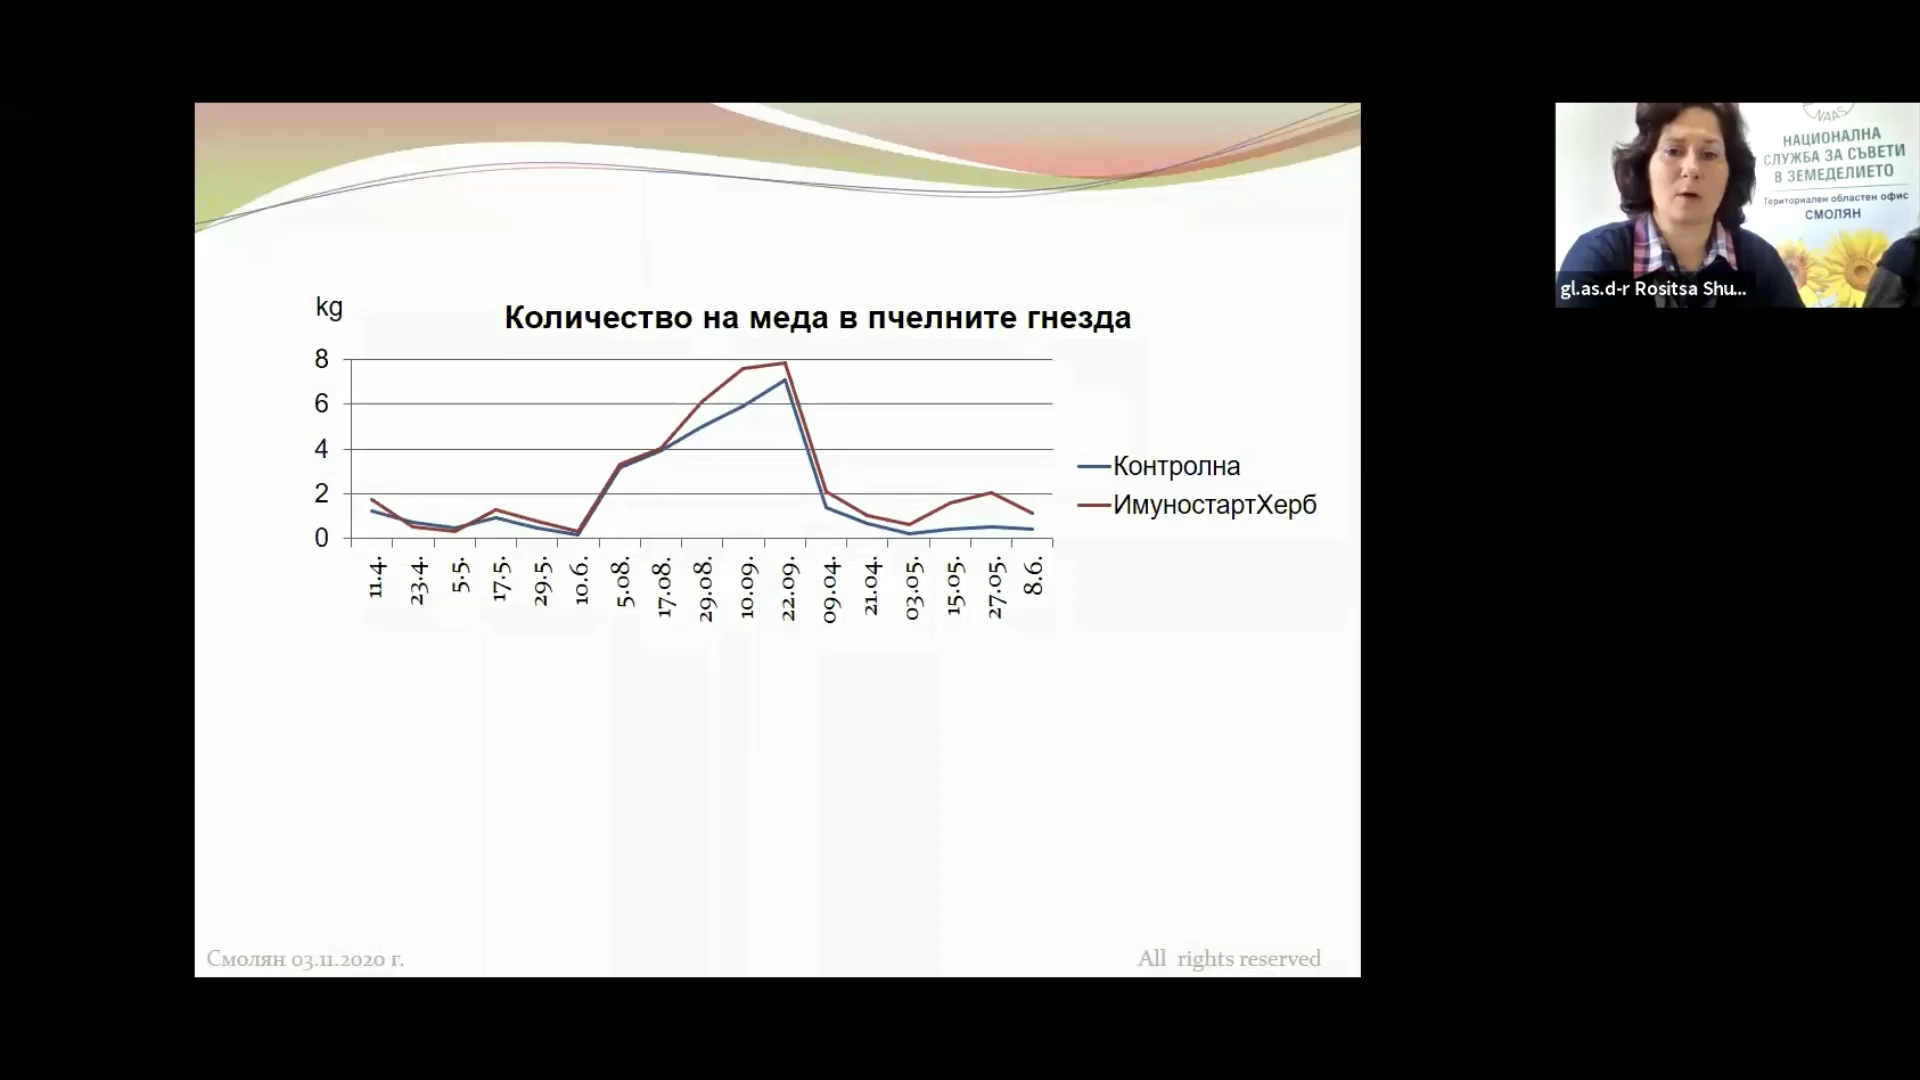 kg
Количество на меда в пчелните гнезда
8
6
4
2
0
11.4.
23.4.
5.5.
17.5.
29.5.
10.6.
5.08.
17.08.
29.08.
10.09.
22.09.
09.04.
21.04.
03.05.
15.05.
27.05.
8.6.
Контролна
ИмуностартХерб
Смолян 03.11.2020 г.
All rights reserved
NAAS
НАЦИОНАЛНА
СЛУЖБА ЗА СЪВЕТИ
В ЗЕМЕДЕЛИЕТО
Териториален областен офис
СМОЛЯН
gl.as.d-r Rositsa Shu...